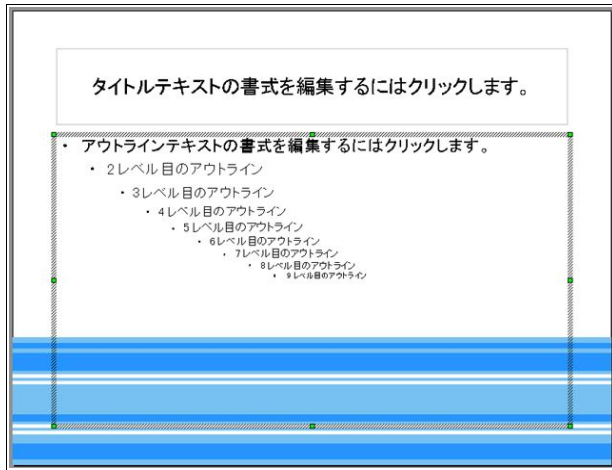 タイトルテキストの書式を編集するにはクリックします。
• アウトラインテキストの書式を編集するにはクリックします。
• 2レベル目のアウトライン
• 3レベル目のアウトライン
• 4レベル目のアウトライン
• 5レベル目のアウトライン
• 6レベル目のアウトライン
• 7レベル目のアウトライン
• 8レベル目のアウトライン
• 9レベル目のアウトライン